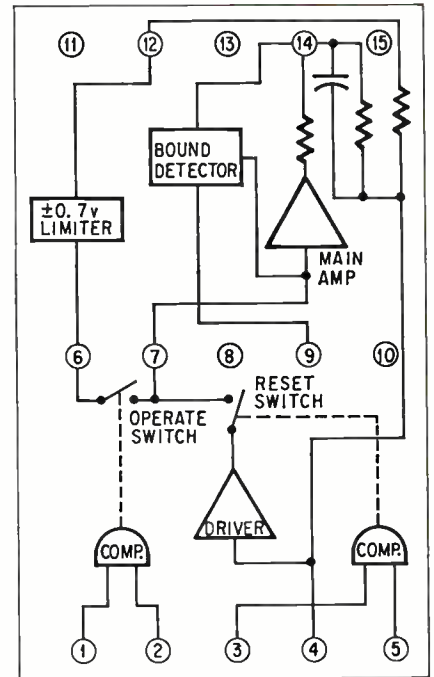 11 12 13 14 15
BOUND
DETECTOR
±0.7v
LIMITER
MAIN
AMP
6 7 8 9 10
RESET
SWITCH
OPERATE
SWITCH
DRIVER
COMP.
COMP.
1 2 3 4 5